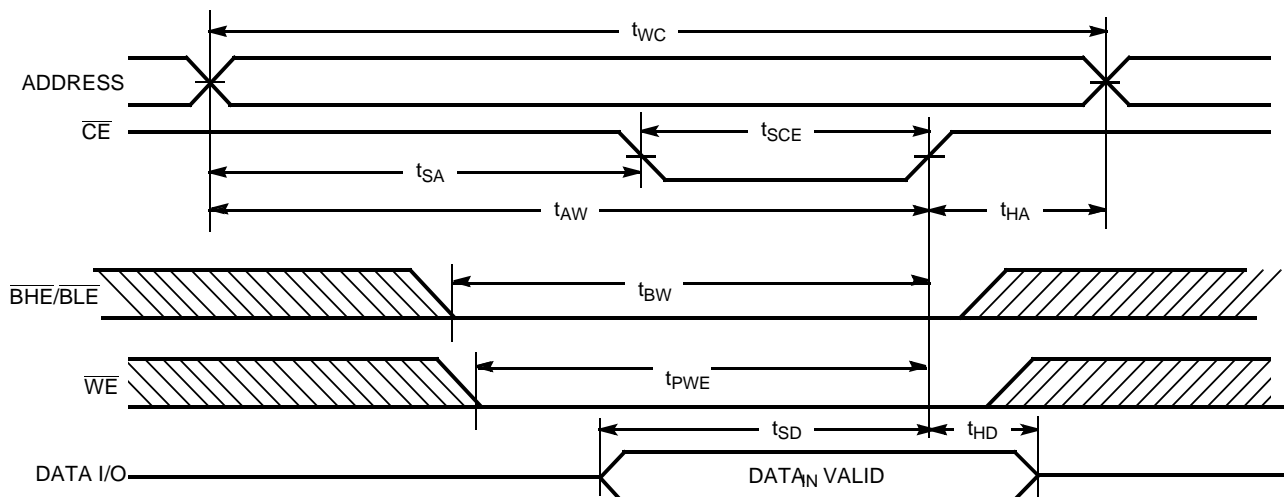 tWC
ADDRESS
CE
tSCE
tSA
tAW
tHA
BHE/BLE
tBW
WE
tPWE
tSD
tHD
DATA I/O
DATAIN VALID